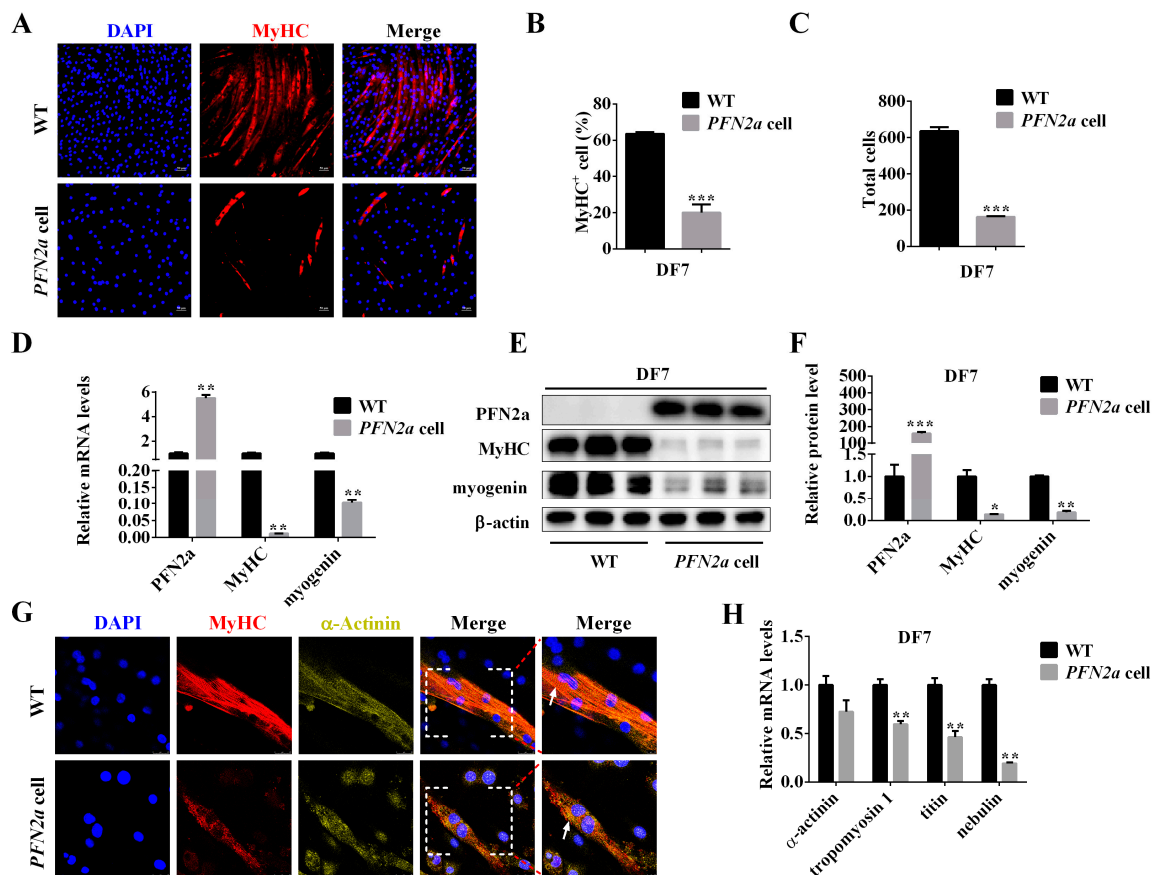 A
DAPI
MyHC
Merge
WT
PFN2a cell
B
WT
PFN2a cell
MyHC+ cell (%)
80
60
40
20
0
***
DF7
C
WT
PFN2a cell
Total cells
800
600
400
200
0
***
DF7
D
Relative mRNA levels
6
4
2
0.20
0.15
0.10
0.05
0.00
**
**
**
WT
PFN2a cell
PFN2a
MyHC
myogenin
E
DF7
PFN2a
MyHC
myogenin
β-actin
WT
PFN2a cell
F
DF7
WT
PFN2a cell
Relative protein level
500
400
300
200
100
1.5
1.0
0.5
0.0
***
*
**
PFN2a
MyHC
myogenin
G
DAPI
MyHC
α-Actinin
Merge
Merge
WT
PFN2a cell
H
DF7
WT
PFN2a cell
Relative mRNA levels
1.5
1.0
0.5
0.0
**
**
**
α-actinin
tropomyosin 1
titin
nebulin